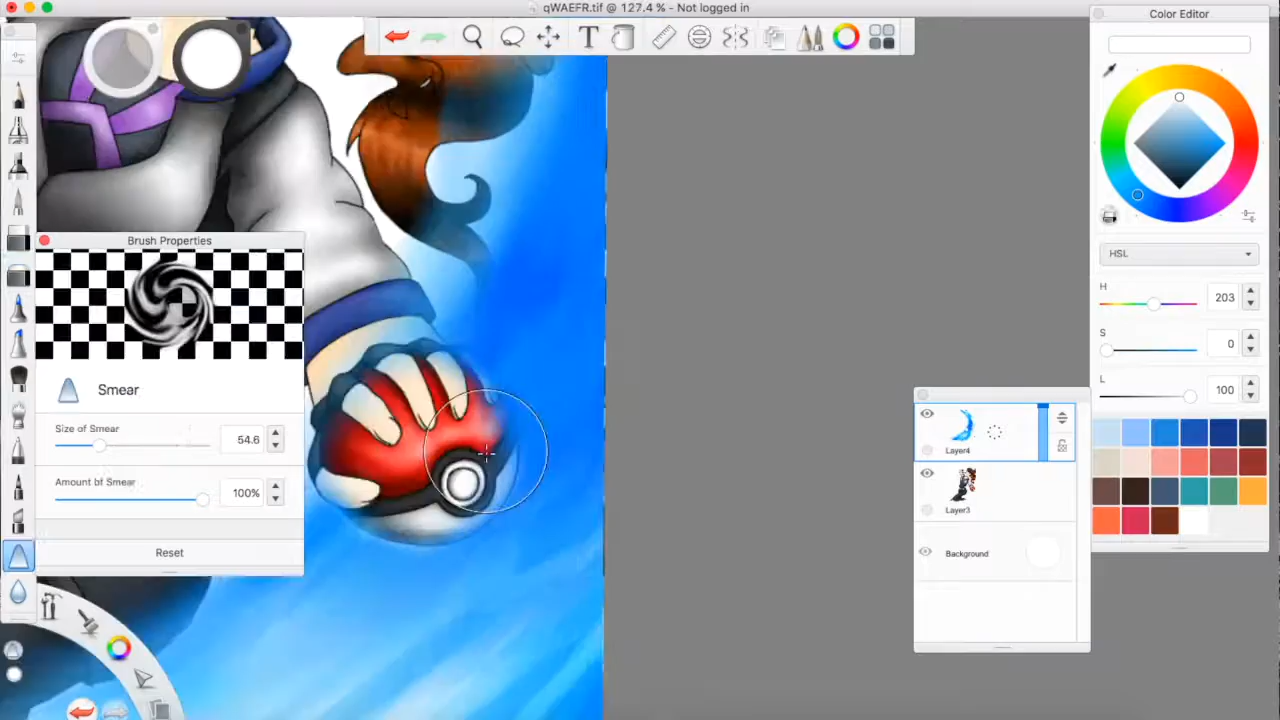 qWAEFR.tif @ 127.4 % - Not logged in
T
Color Editor
Brush Properties
Smear
Size of Smear
54.6
Amount of Smear
100%
Reset
HSL
H
203
S
0
L
100
Layer4
Layer3
Background